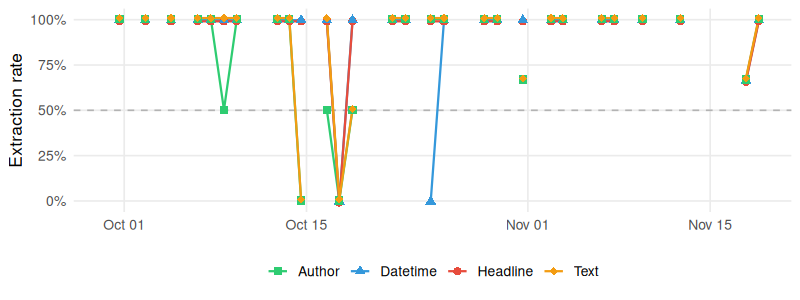 100%
75%
50%
25%
0%
Extraction rate
Oct 01 Oct 15 Nov 01 Nov 15
Author Datetime Headline Text